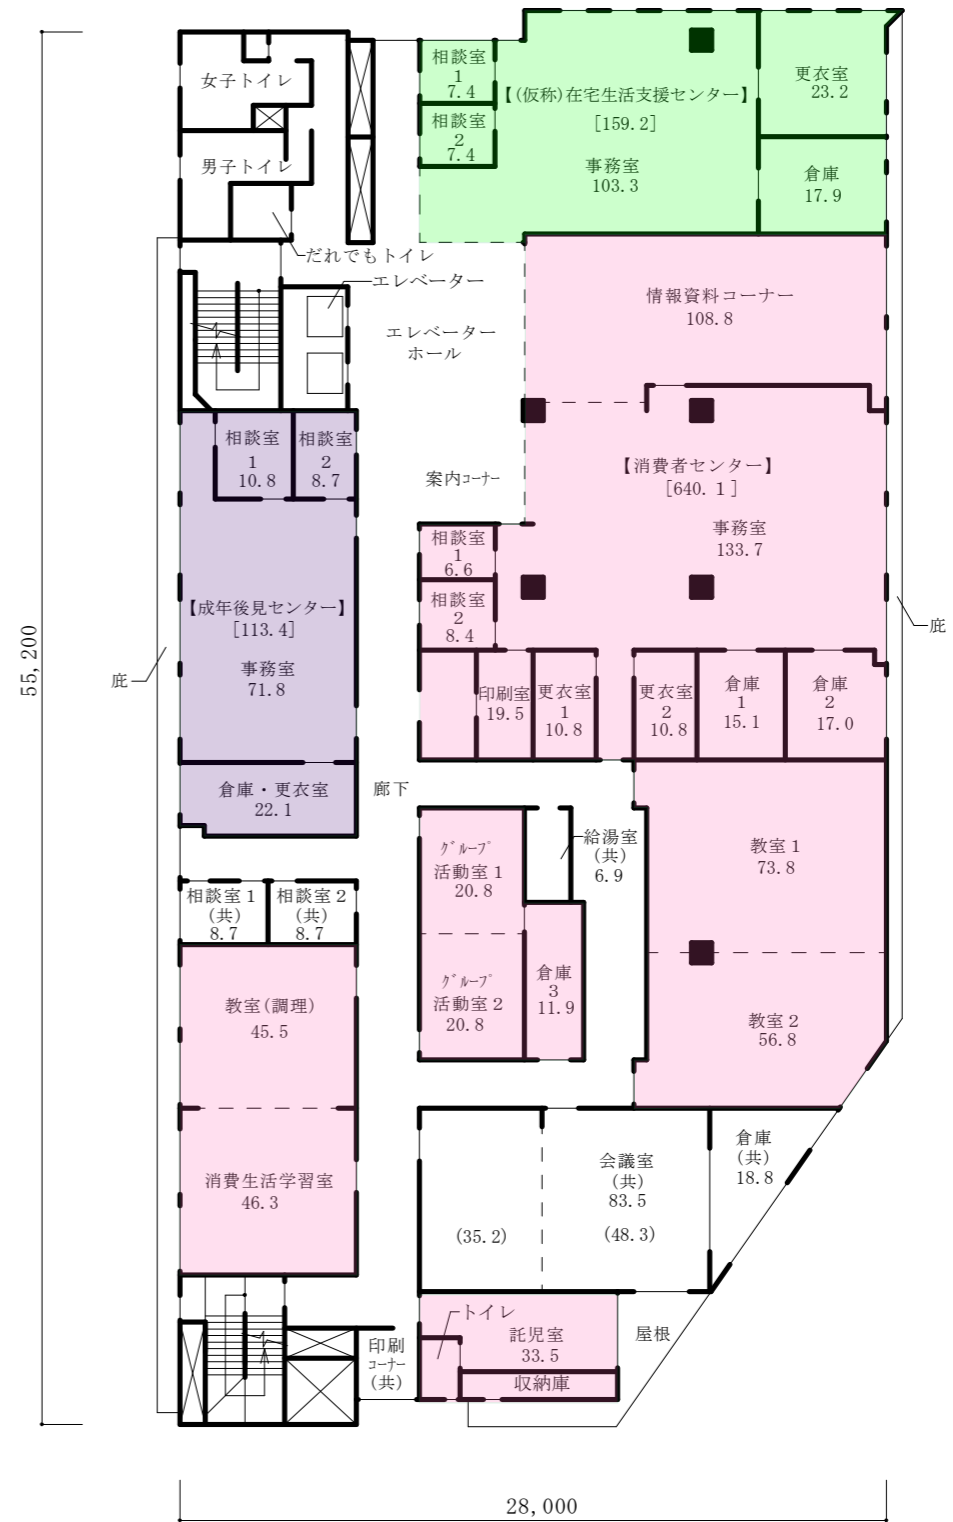 女子トイレ
男子トイレ
だれでもトイレ
エレベーター
エレベーター
ホール
相談室
1
7.4
相談室
2
7.4
【(仮称)在宅生活支援センター】
[159.2]
事務室
103.3
更衣室
23.2
倉庫
17.9
情報資料コーナー
108.8
【消費者センター】
[640.1]
事務室
133.7
案内コーナー
相談室
1
10.8
相談室
2
8.7
【成年後見センター】
[113.4]
事務室
71.8
倉庫・更衣室
22.1
庇
庇
相談室
1
6.6
相談室
2
8.4
印刷室
19.5
更衣室
1
10.8
更衣室
2
10.8
倉庫
1
15.1
倉庫
2
17.0
廊下
グループ
活動室1
20.8
グループ
活動室2
20.8
給湯室
(共)
6.9
倉庫
3
11.9
教室1
73.8
教室2
56.8
相談室1
(共)
8.7
相談室2
(共)
8.7
教室(調理)
45.5
消費生活学習室
46.3
会議室
(共)
83.5
(35.2)
(48.3)
倉庫
(共)
18.8
トイレ
託児室
33.5
収納庫
屋根
印刷
コーナー
(共)
55,200
28,000